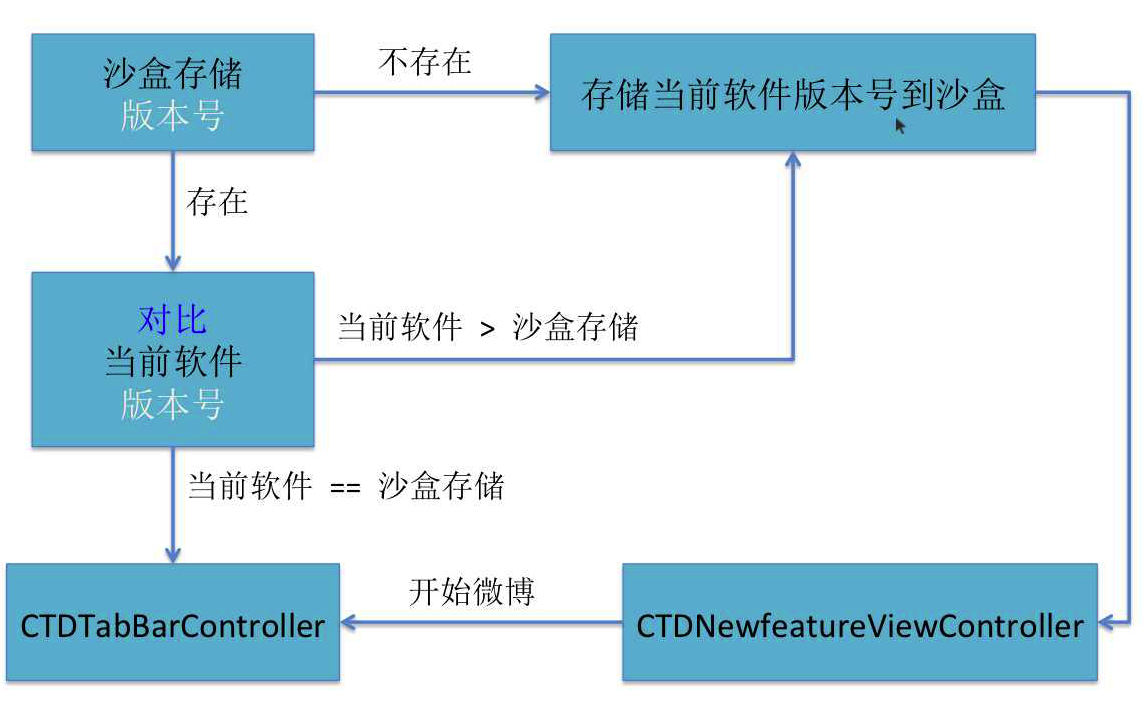 沙盒存储
版本号
不存在
存储当前软件版本号到沙盒
存在
对比
当前软件
版本号
当前软件 > 沙盒存储
当前软件 == 沙盒存储
CTDTabBarController
开始微博
CTDNewfeatureViewController